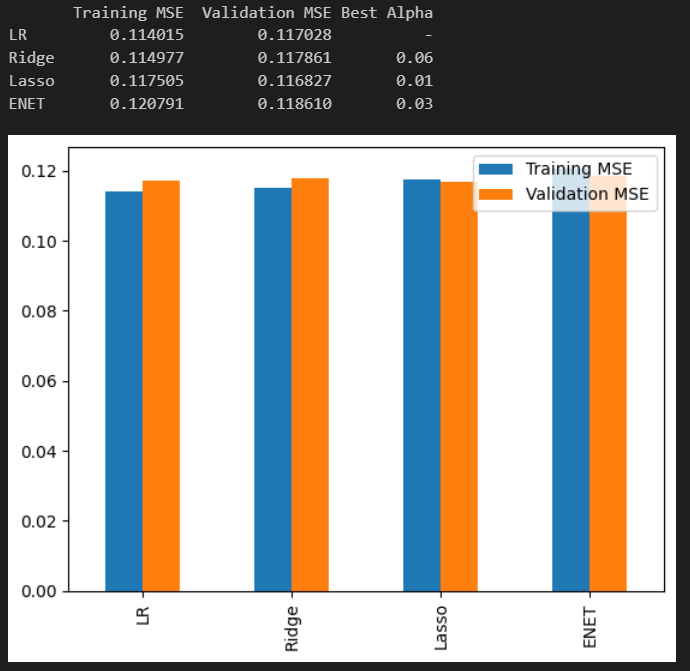 Training MSE Validation MSE Best Alpha
LR 0.114015 0.117028 -
Ridge 0.114977 0.117861 0.06
Lasso 0.117505 0.116827 0.01
ENET 0.120791 0.118610 0.03
Training MSE
Validation MSE
0.12
0.10
0.08
0.06
0.04
0.02
0.00
LR
Ridge
Lasso
ENET